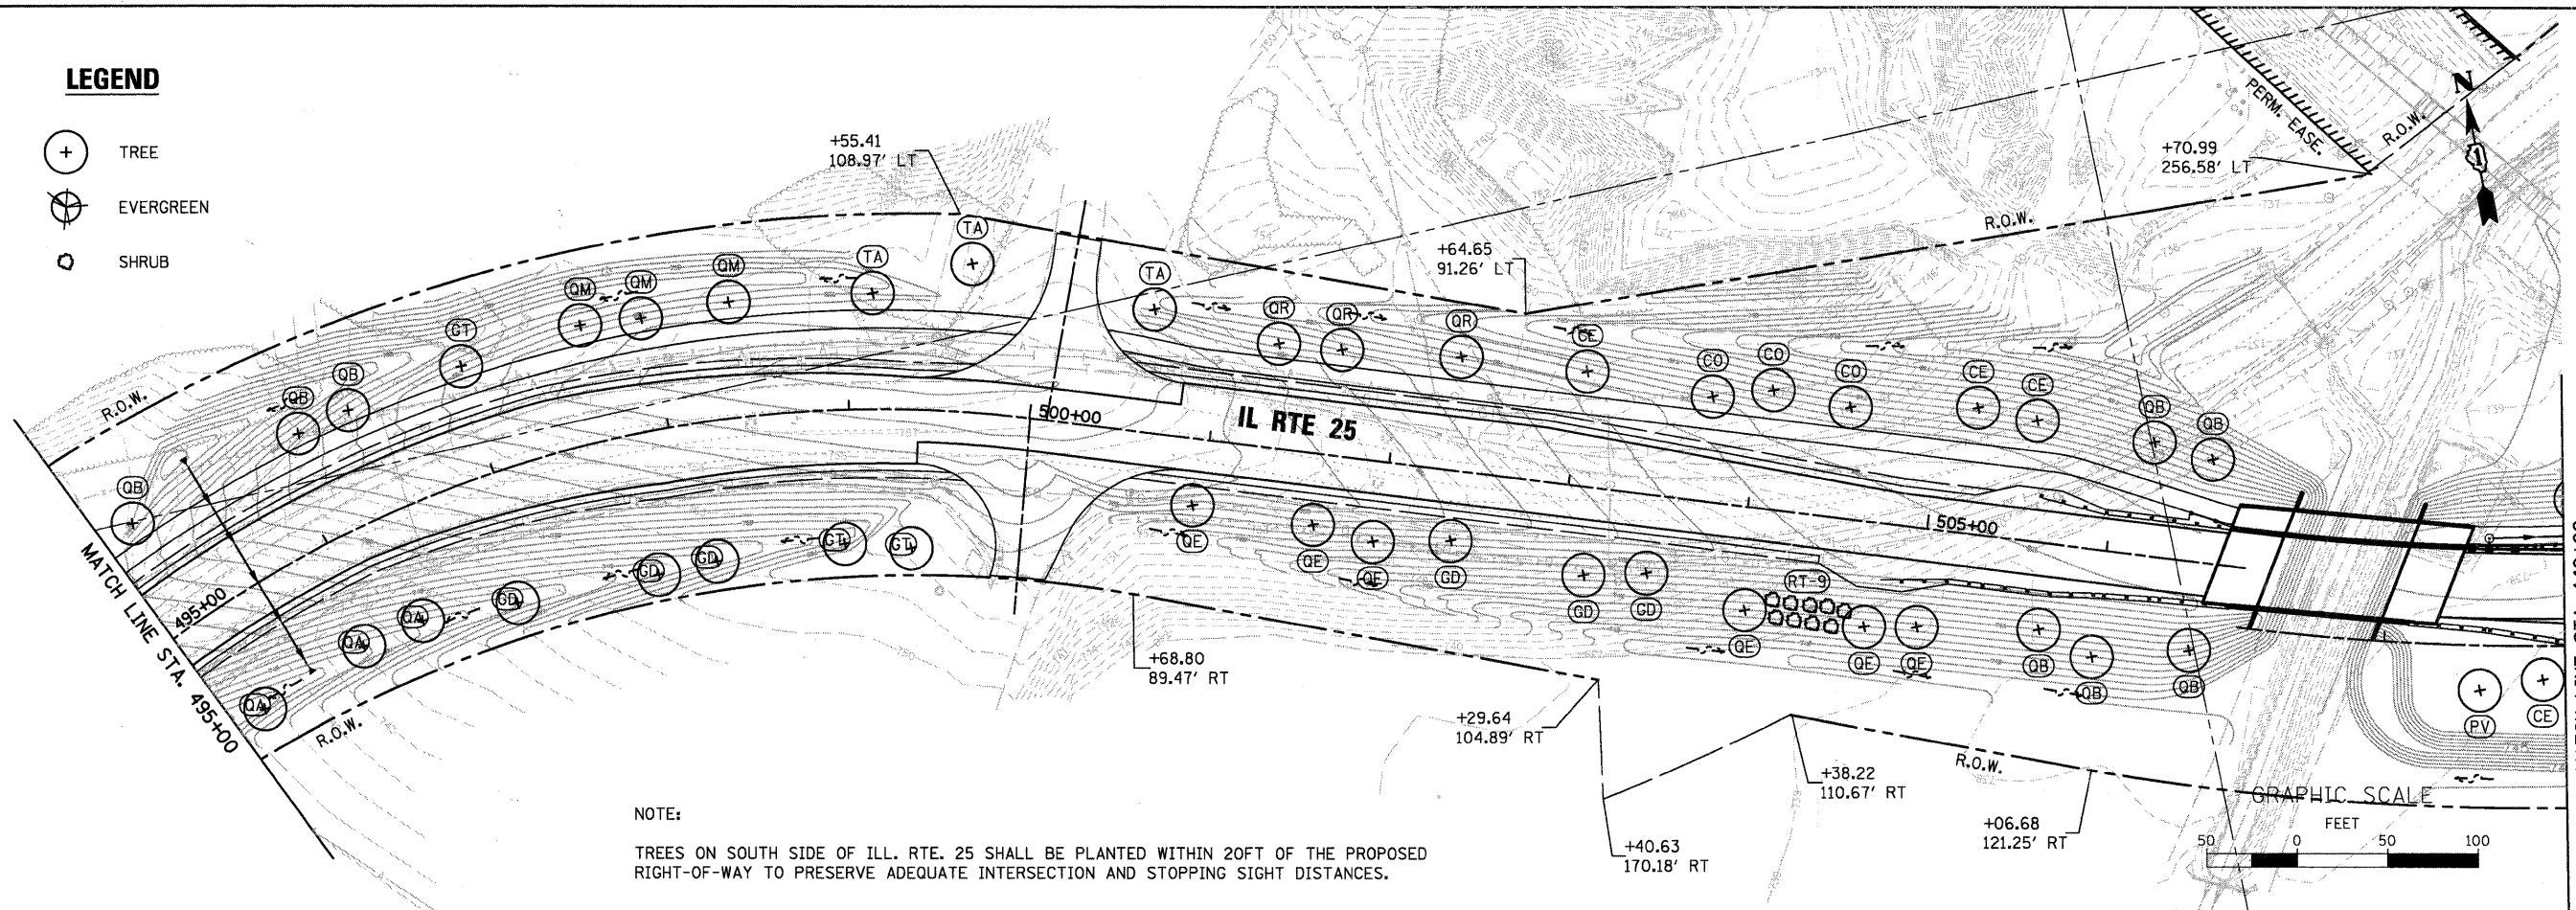 LEGEND
TREE
EVERGREEN
SHRUB
+55.41
108.97' LT
+64.65
91.26' LT
+70.99
256.58' LT
PERM. EASE.
R.O.W.
N
R.O.W.
R.O.W.
TA
TA
TA
QM
QM
QM
GT
QB
QB
QB
QR
QR
QR
CE
CO
CO
CO
CE
CE
QB
QB
500+00
IL RTE 25
505+00
495+00
MATCH LINE STA. 495+00
R.O.W.
QA
QA
QA
GD
GD
GD
GT
GT
QE
QE
QE
GD
GD
GD
QE
RT-9
QE
QE
QB
QB
QB
PV
CE
+68.80
89.47' RT
+29.64
104.89' RT
+40.63
170.18' RT
+38.22
110.67' RT
R.O.W.
+06.68
121.25' RT
NOTE:
TREES ON SOUTH SIDE OF ILL. RTE. 25 SHALL BE PLANTED WITHIN 20FT OF THE PROPOSED
RIGHT-OF-WAY TO PRESERVE ADEQUATE INTERSECTION AND STOPPING SIGHT DISTANCES.
GRAPHIC SCALE
FEET
50 0 50 100